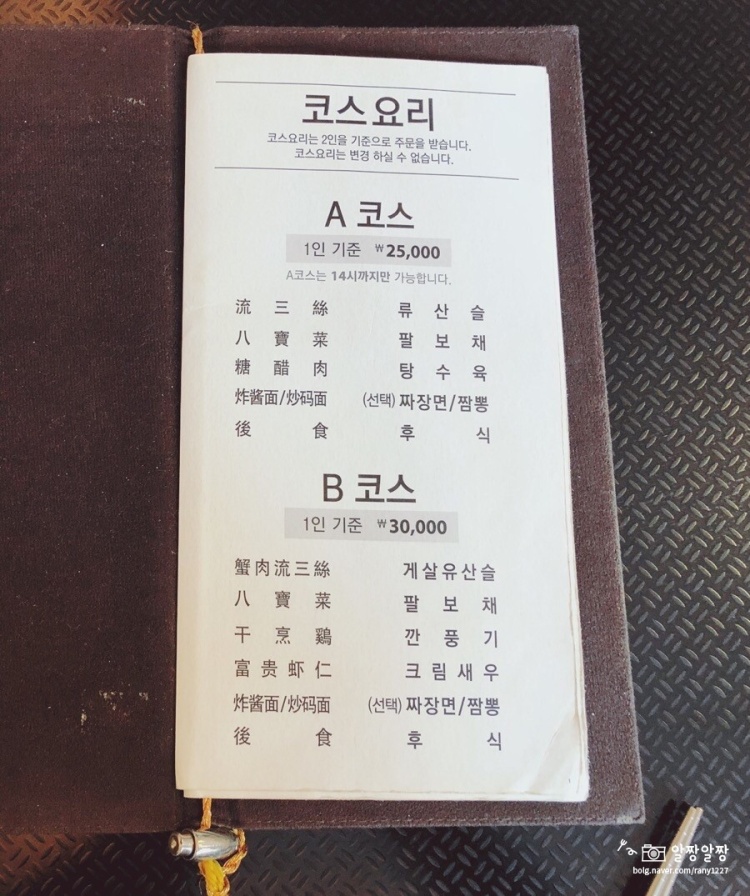 코스요리
코스요리는 2인을 기준으로 주문을 받습니다.
코스요리는 변경 하실 수 없습니다.
A 코스
1인 기준 ₩25,000
A코스는 14시까지만 가능합니다.
流三絲 류산슬
八寶菜 팔보채
糖醋肉 탕수육
炸酱面/炒码面 (선택) 짜장면/짬뽕
後食 후식
B 코스
1인 기준 ₩30,000
蟹肉流三絲 게살유산슬
八寶菜 팔보채
干烹鷄 깐풍기
富贵虾仁 크림새우
炸酱面/炒码面 (선택) 짜장면/짬뽕
後食 후식
알짱알짱
bolg.naver.com/rany1227